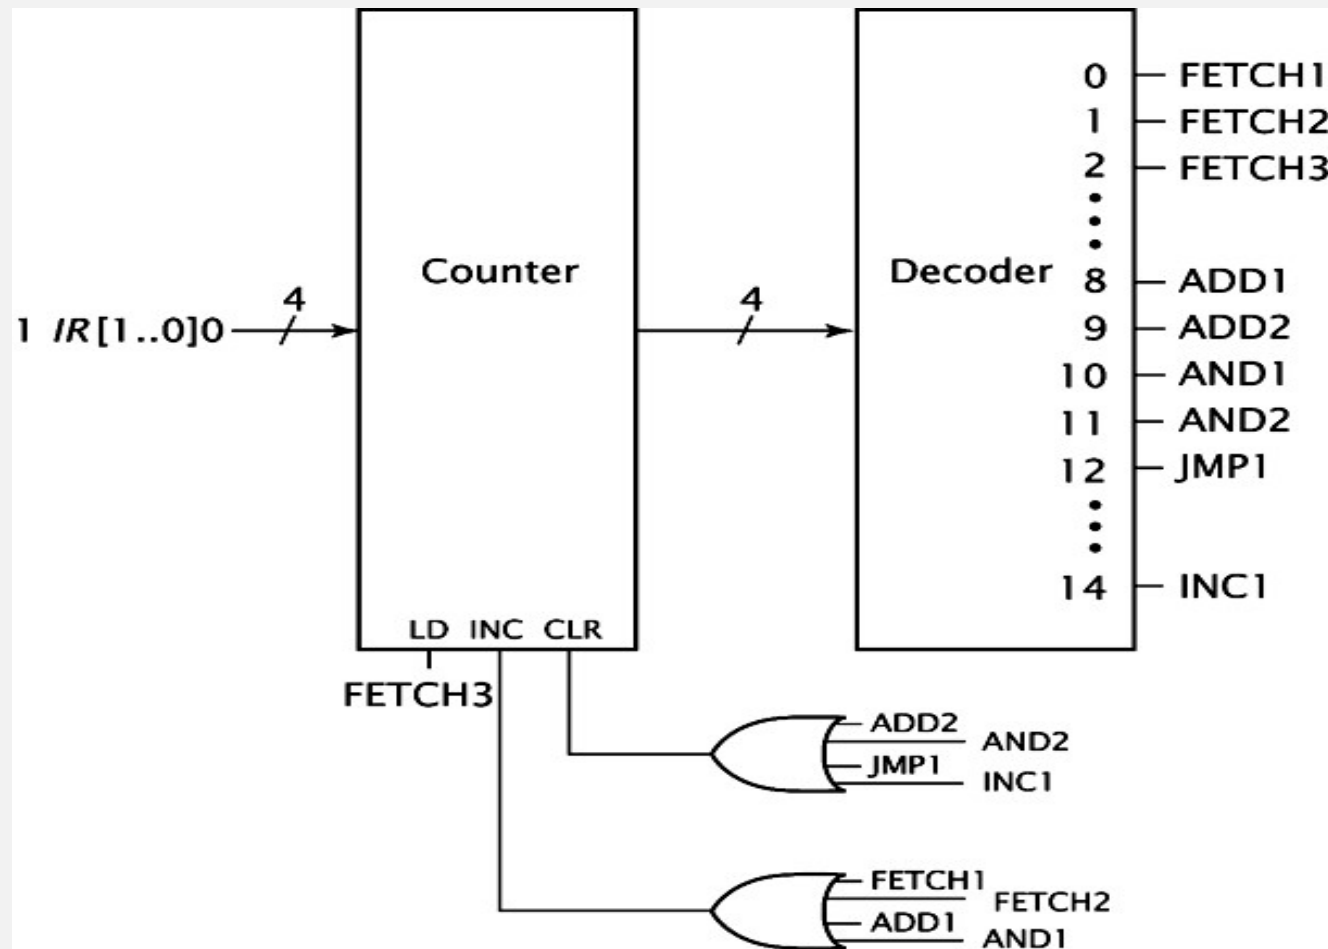 0 FETCH1
1 FETCH2
2 FETCH3
Counter
Decoder
8 ADD1
4
4
1 IR[1..0]0
9 ADD2
10 AND1
11 AND2
12 JMP1
14 INC1
LD INC CLR
FETCH3
ADD2
AND2
JMP1
INC1
FETCH1
FETCH2
ADD1
AND1